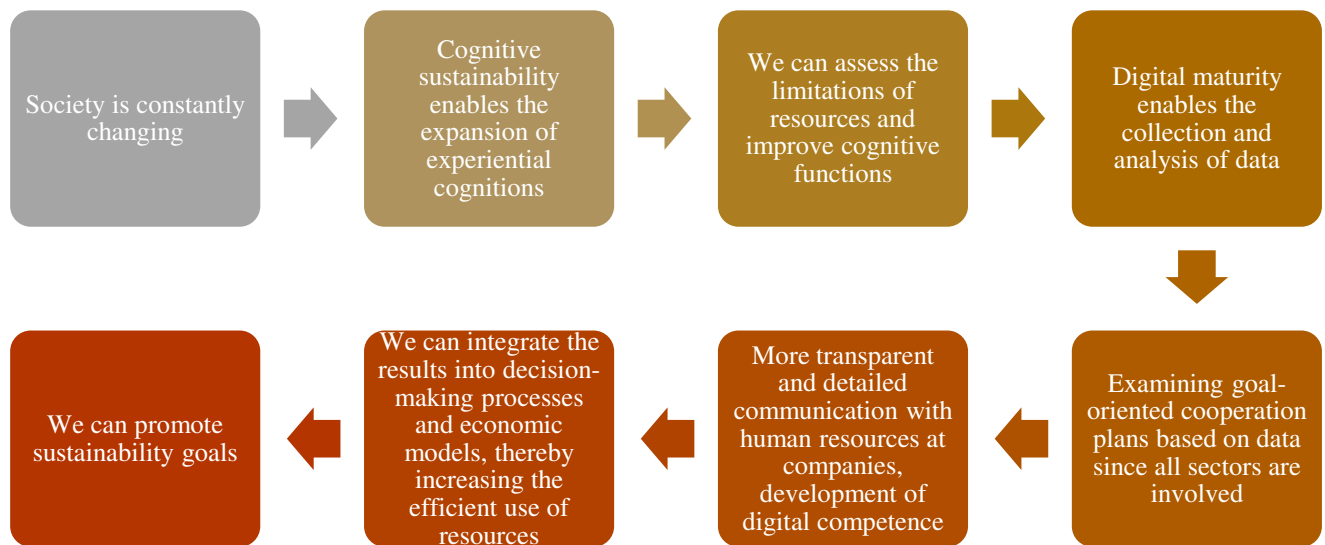 Society is constantly
changing
Cognitive
sustainability
enables the
expansion of
experiential
cognitions
We can assess the
limitations of
resources and
improve cognitive
functions
Digital maturity
enables the
collection and
analysis of data
Examining goal-
oriented cooperation
plans based on data
since all sectors are
involved
More transparent
and detailed
communication with
human resources at
companies,
development of
digital competence
We can integrate the
results into decision-
making processes
and economic
models, thereby
increasing the
efficient use of
resources
We can promote
sustainability goals